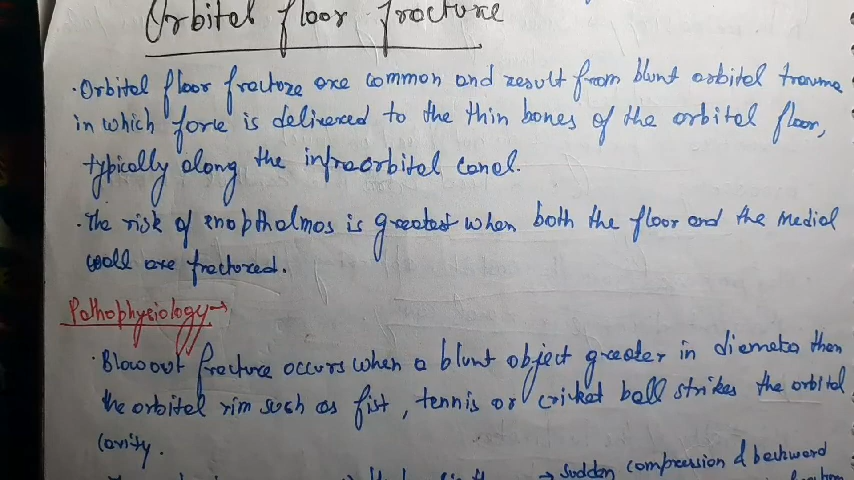 Orbital floor fracture
· Orbital floor fracture are common and result from blunt orbital trauma
in which force is delivered to the thin bones of the orbital floor,
typically along the infraorbital canal.
· The risk of enopthalmos is greatest when both the floor and the medial
wall are fractured.
Pathophysiology→
· Blowout fracture occurs when a blunt object greater in diameter then
the orbital rim such as fist, tennis or cricket ball strikes the orbital
cavity.
→ Sudden compression & backward